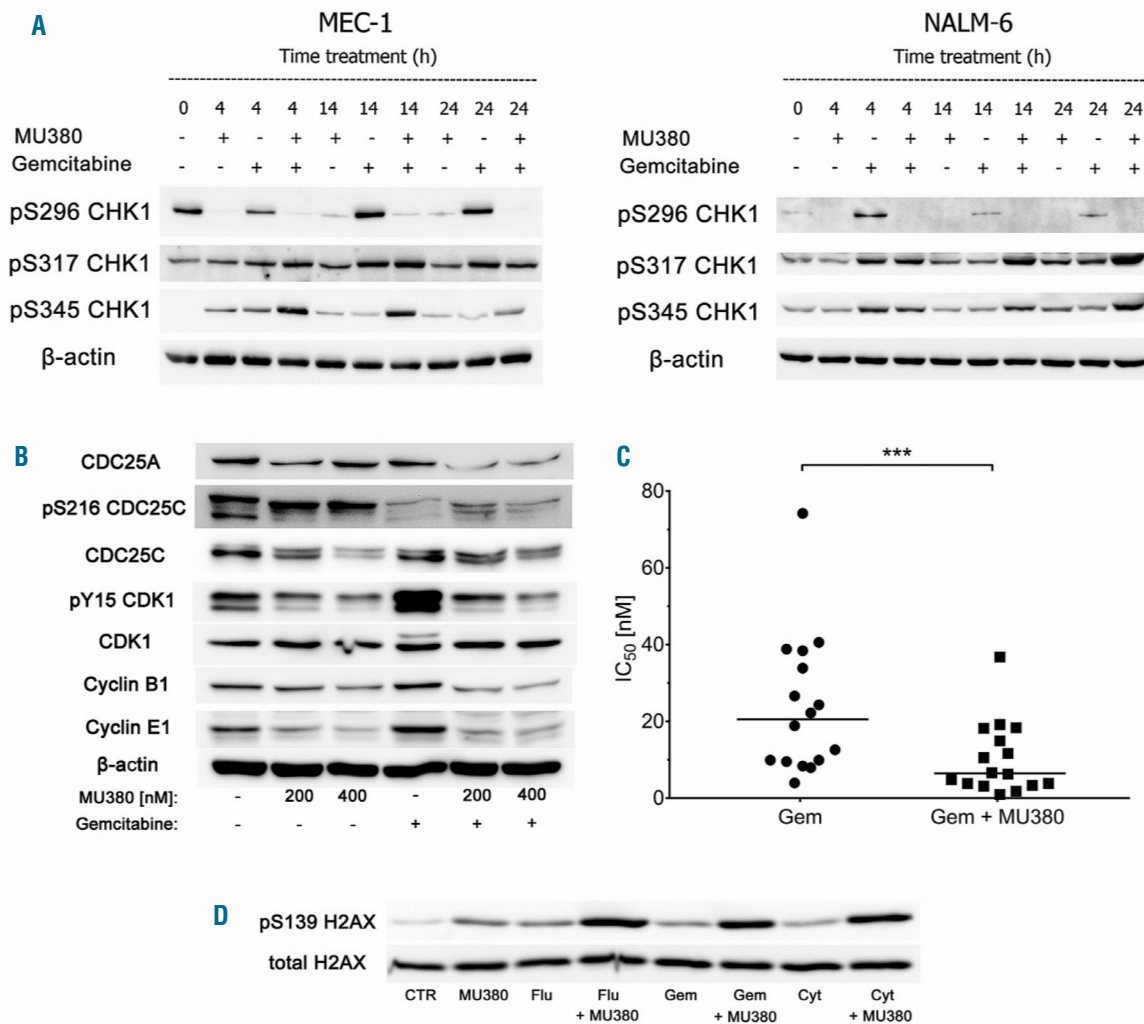 A
MEC-1
Time treatment (h)
0 4 4 4 14 14 14 24 24 24
MU380 - + - + + - + + - +
Gemcitabine - - + + - + + - + +
pS296 CHK1
pS317 CHK1
pS345 CHK1
β-actin
NALM-6
Time treatment (h)
0 4 4 4 14 14 14 24 24 24
MU380 - + - + + - + + - +
Gemcitabine - - + + - + + - + +
pS296 CHK1
pS317 CHK1
pS345 CHK1
β-actin
B
CDC25A
pS216 CDC25C
CDC25C
pY15 CDK1
CDK1
Cyclin B1
Cyclin E1
β-actin
MU380 [nM]: - 200 400 - 200 400
Gemcitabine: - - - + + +
C
***
80
60
40
20
0
IC50 [nM]
Gem
Gem + MU380
D
pS139 H2AX
total H2AX
CTR MU380 Flu Flu Gem Gem Cyt Cyt
+ MU380 + MU380 + MU380